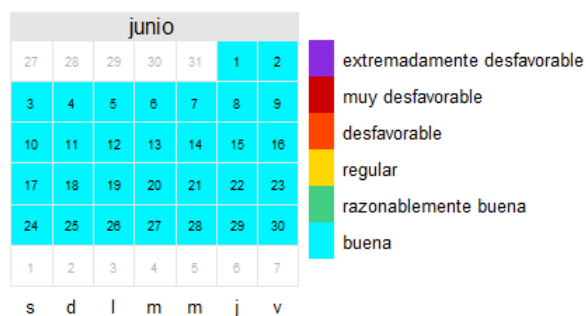 junio
27 28 29 30 31 1 2
3 4 5 6 7 8 9
10 11 12 13 14 15 16
17 18 19 20 21 22 23
24 25 26 27 28 29 30
1 2 3 4 5 6 7
s d l m m j v
extremadamente desfavorable
muy desfavorable
desfavorable
regular
razonablemente buena
buena